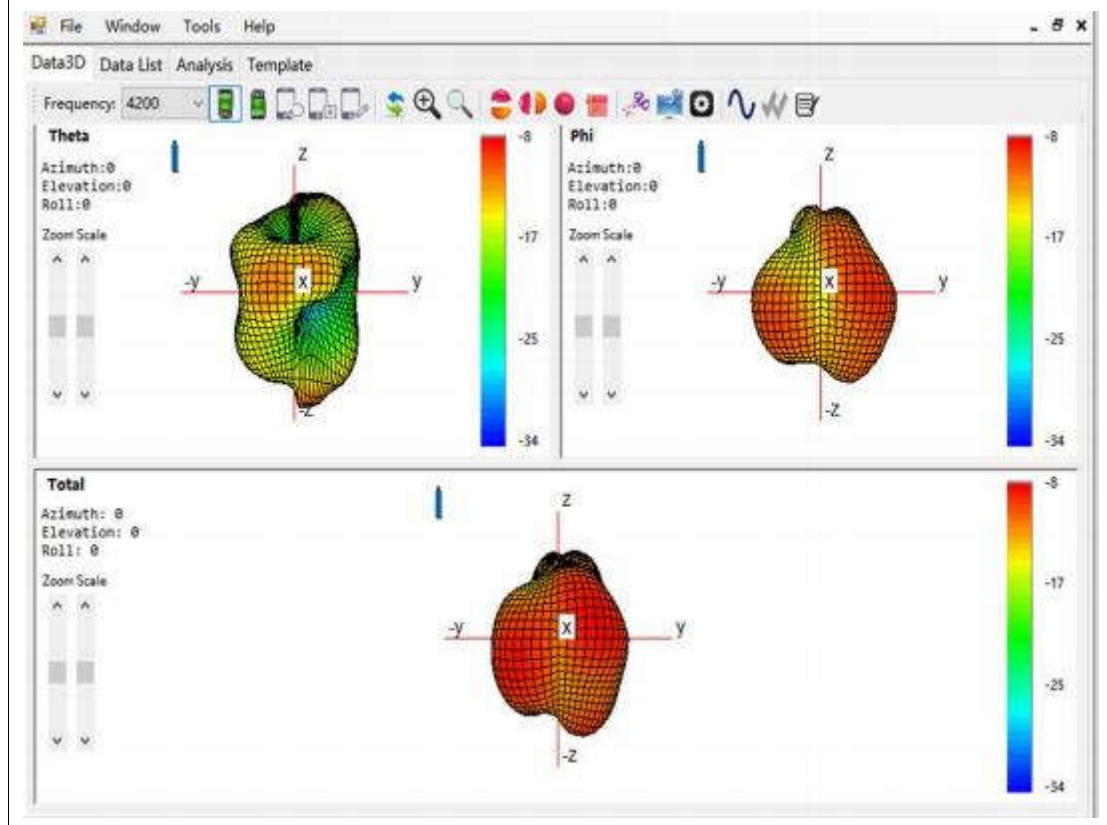 File Window Tools Help
Data3D Data List Analysis Template
Frequency: 4200
Theta
Azimuth:0
Elevation:0
Roll:0
Zoom Scale
z
-y
x
y
-z
-8
-17
-25
-34
Phi
Azimuth:0
Elevation:0
Roll:0
Zoom Scale
z
-y
x
y
-z
-8
-17
-25
-34
Total
Azimuth: 0
Elevation: 0
Roll: 0
Zoom Scale
z
-y
x
y
-z
-8
-17
-25
-34